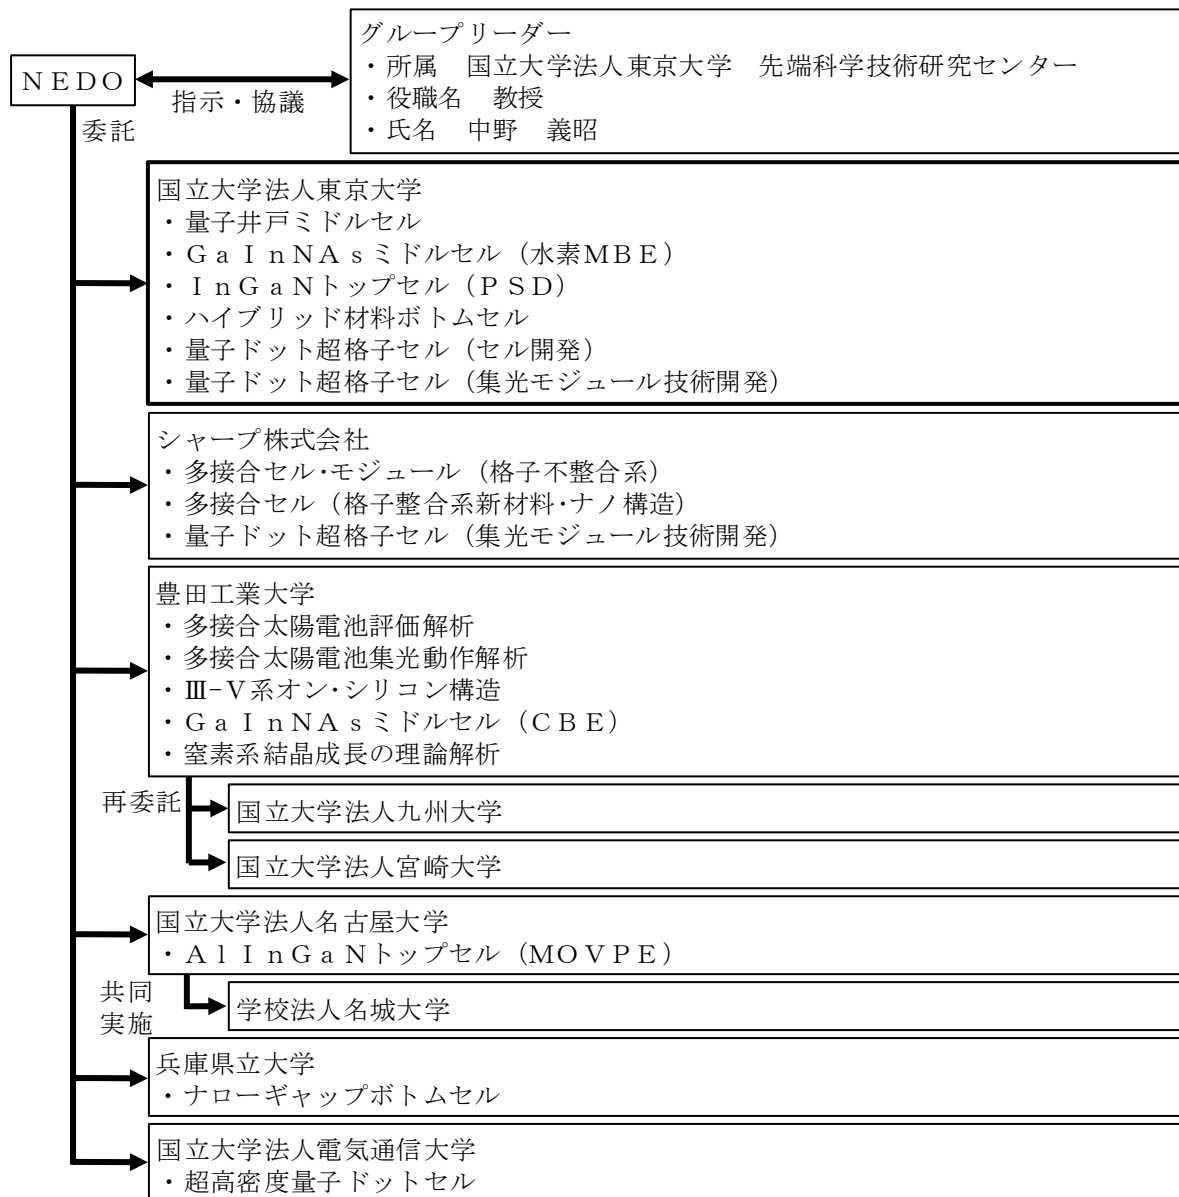 グループリーダー
・所属　国立大学法人東京大学　先端科学技術研究センター
・役職名　教授
・氏名　中野　義昭
ＮＥＤＯ
指示・協議
委託
国立大学法人東京大学
・量子井戸ミドルセル
・ＧａＩｎＮＡｓミドルセル（水素ＭＢＥ）
・ＩｎＧａＮトップセル（ＰＳＤ）
・ハイブリッド材料ボトムセル
・量子ドット超格子セル（セル開発）
・量子ドット超格子セル（集光モジュール技術開発）
シャープ株式会社
・多接合セル・モジュール（格子不整合系）
・多接合セル（格子整合系新材料・ナノ構造）
・量子ドット超格子セル（集光モジュール技術開発）
豊田工業大学
・多接合太陽電池評価解析
・多接合太陽電池集光動作解析
・Ⅲ-Ⅴ系オン・シリコン構造
・ＧａＩｎＮＡｓミドルセル（ＣＢＥ）
・窒素系結晶成長の理論解析
再委託
国立大学法人九州大学
国立大学法人宮崎大学
国立大学法人名古屋大学
・ＡｌＩｎＧａＮトップセル（ＭＯＶＰＥ）
共同
実施
学校法人名城大学
兵庫県立大学
・ナローギャップボトムセル
国立大学法人電気通信大学
・超高密度量子ドットセル